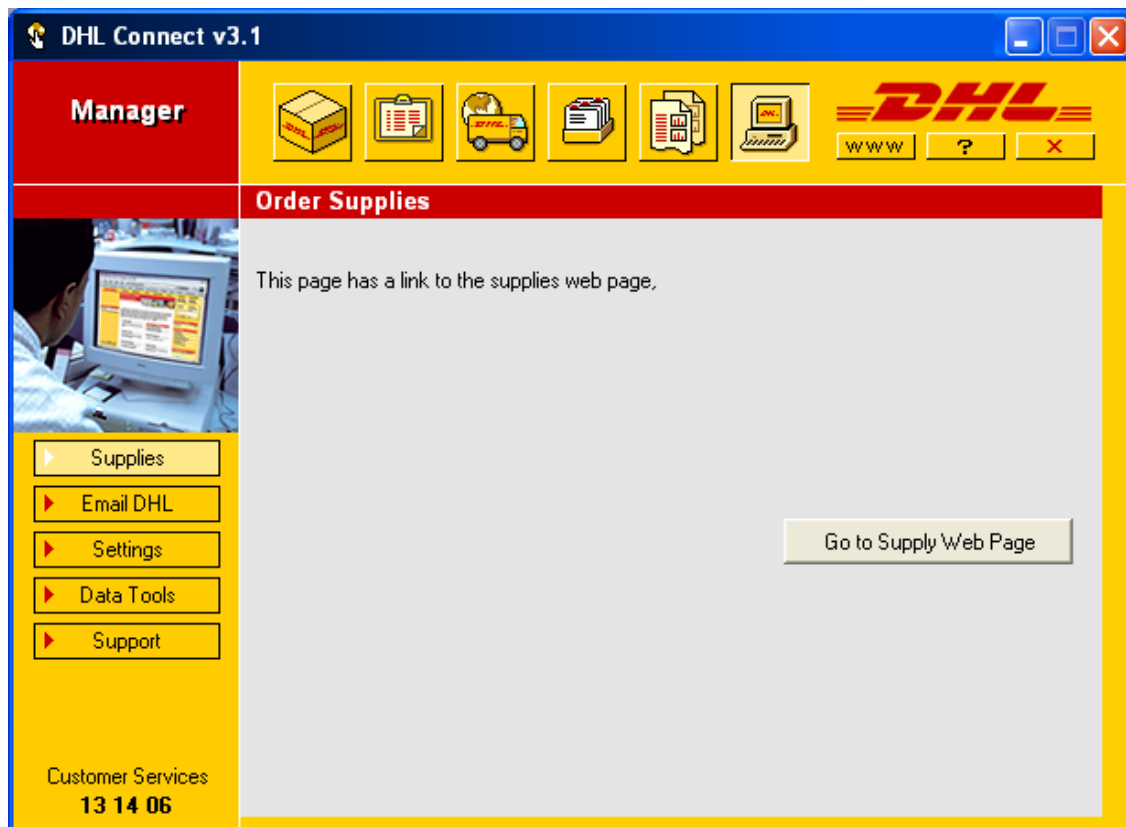 DHL Connect v3.1
Manager
DHL
www ? X
Order Supplies
This page has a link to the supplies web page,
Supplies
Email DHL
Go to Supply Web Page
Settings
Data Tools
Support
Customer Services
13 14 06